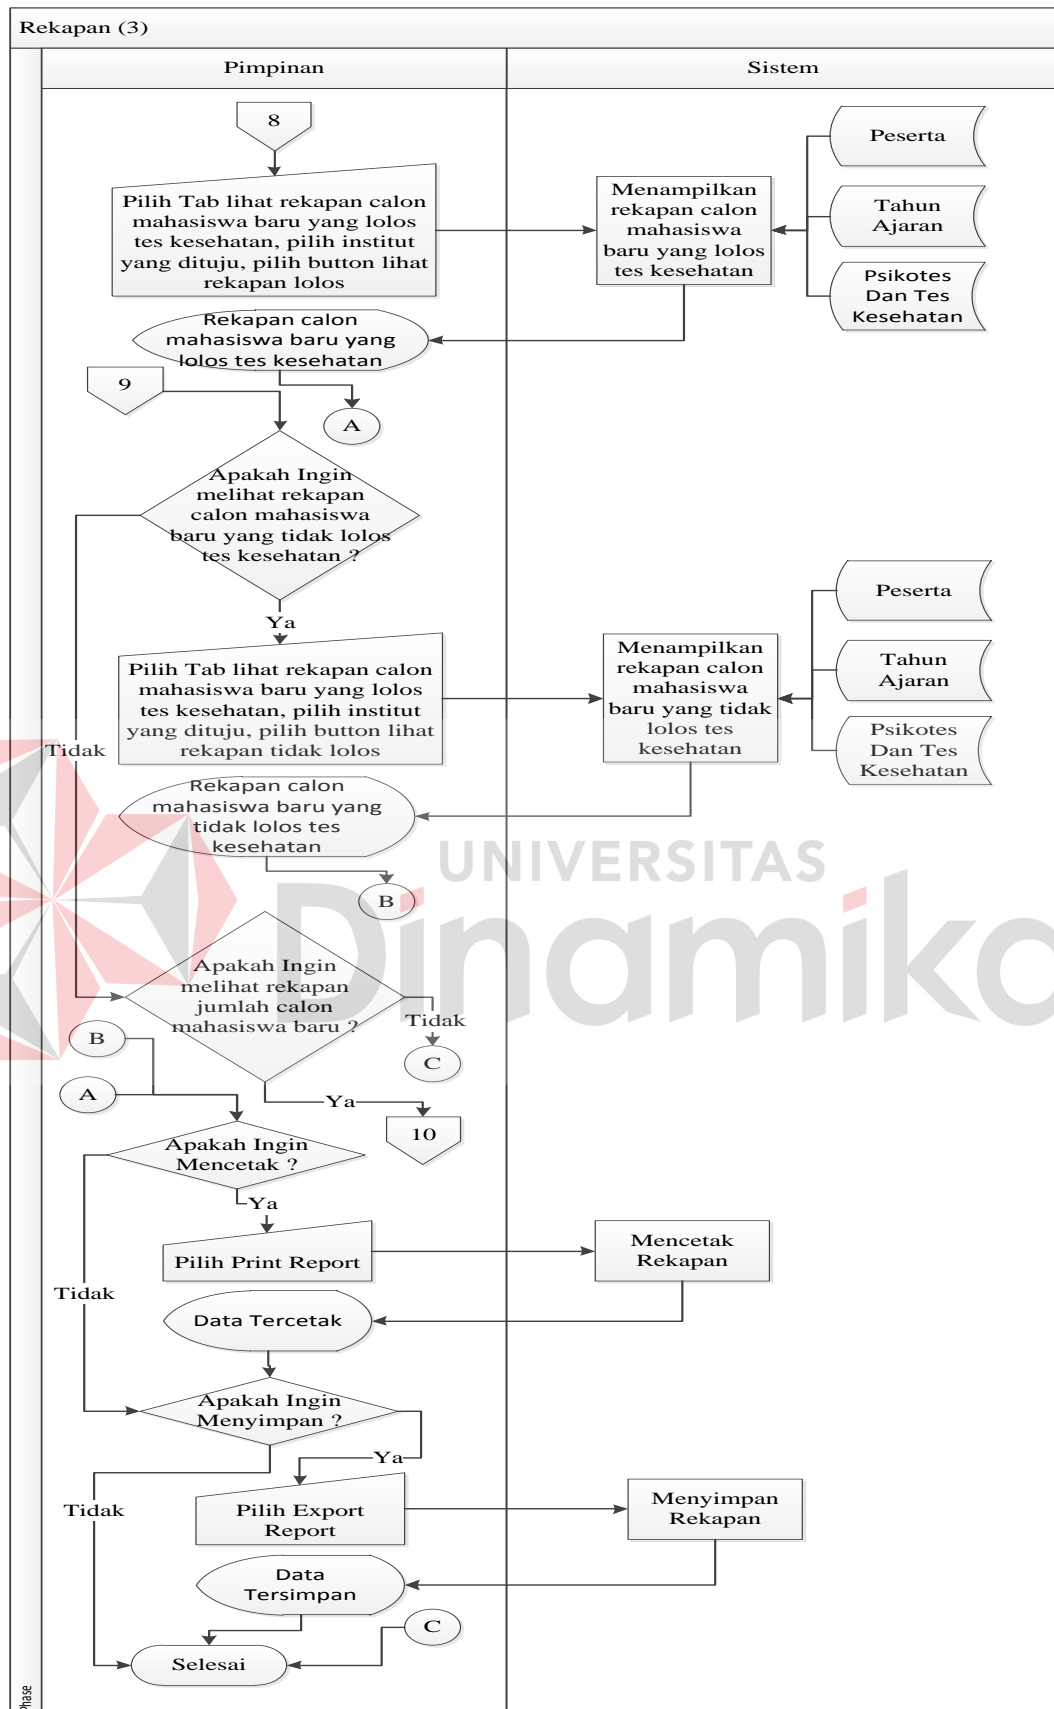 Rekapan (3)
Pimpinan
Sistem
8
Pilih Tab lihat rekapan calon
mahasiswa baru yang lolos
tes kesehatan, pilih institut
yang dituju, pilih button lihat
rekapan lolos
Menampilkan
rekapan calon
mahasiswa
baru yang lolos
tes kesehatan
Peserta
Tahun
Ajaran
Psikotes
Dan Tes
Kesehatan
Rekapan calon
mahasiswa baru yang
lolos tes kesehatan
9
A
Apakah Ingin
melihat rekapan
calon mahasiswa
baru yang tidak lolos
tes kesehatan ?
Ya
Pilih Tab lihat rekapan calon
mahasiswa baru yang lolos
tes kesehatan, pilih institut
yang dituju, pilih button lihat
rekapan tidak lolos
Menampilkan
rekapan calon
mahasiswa
baru yang tidak
lolos tes
kesehatan
Peserta
Tahun
Ajaran
Psikotes
Dan Tes
Kesehatan
Tidak
Rekapan calon
mahasiswa baru yang
tidak lolos tes
kesehatan
B
UNIVERSITAS
Dinamika
Apakah Ingin
melihat rekapan
jumlah calon
mahasiswa baru ?
Tidak
C
B
A
Ya
10
Apakah Ingin
Mencetak ?
Ya
Pilih Print Report
Mencetak
Rekapan
Tidak
Data Tercetak
Apakah Ingin
Menyimpan ?
Ya
Tidak
Pilih Export
Report
Menyimpan
Rekapan
Data
Tersimpan
C
Selesai
Phase